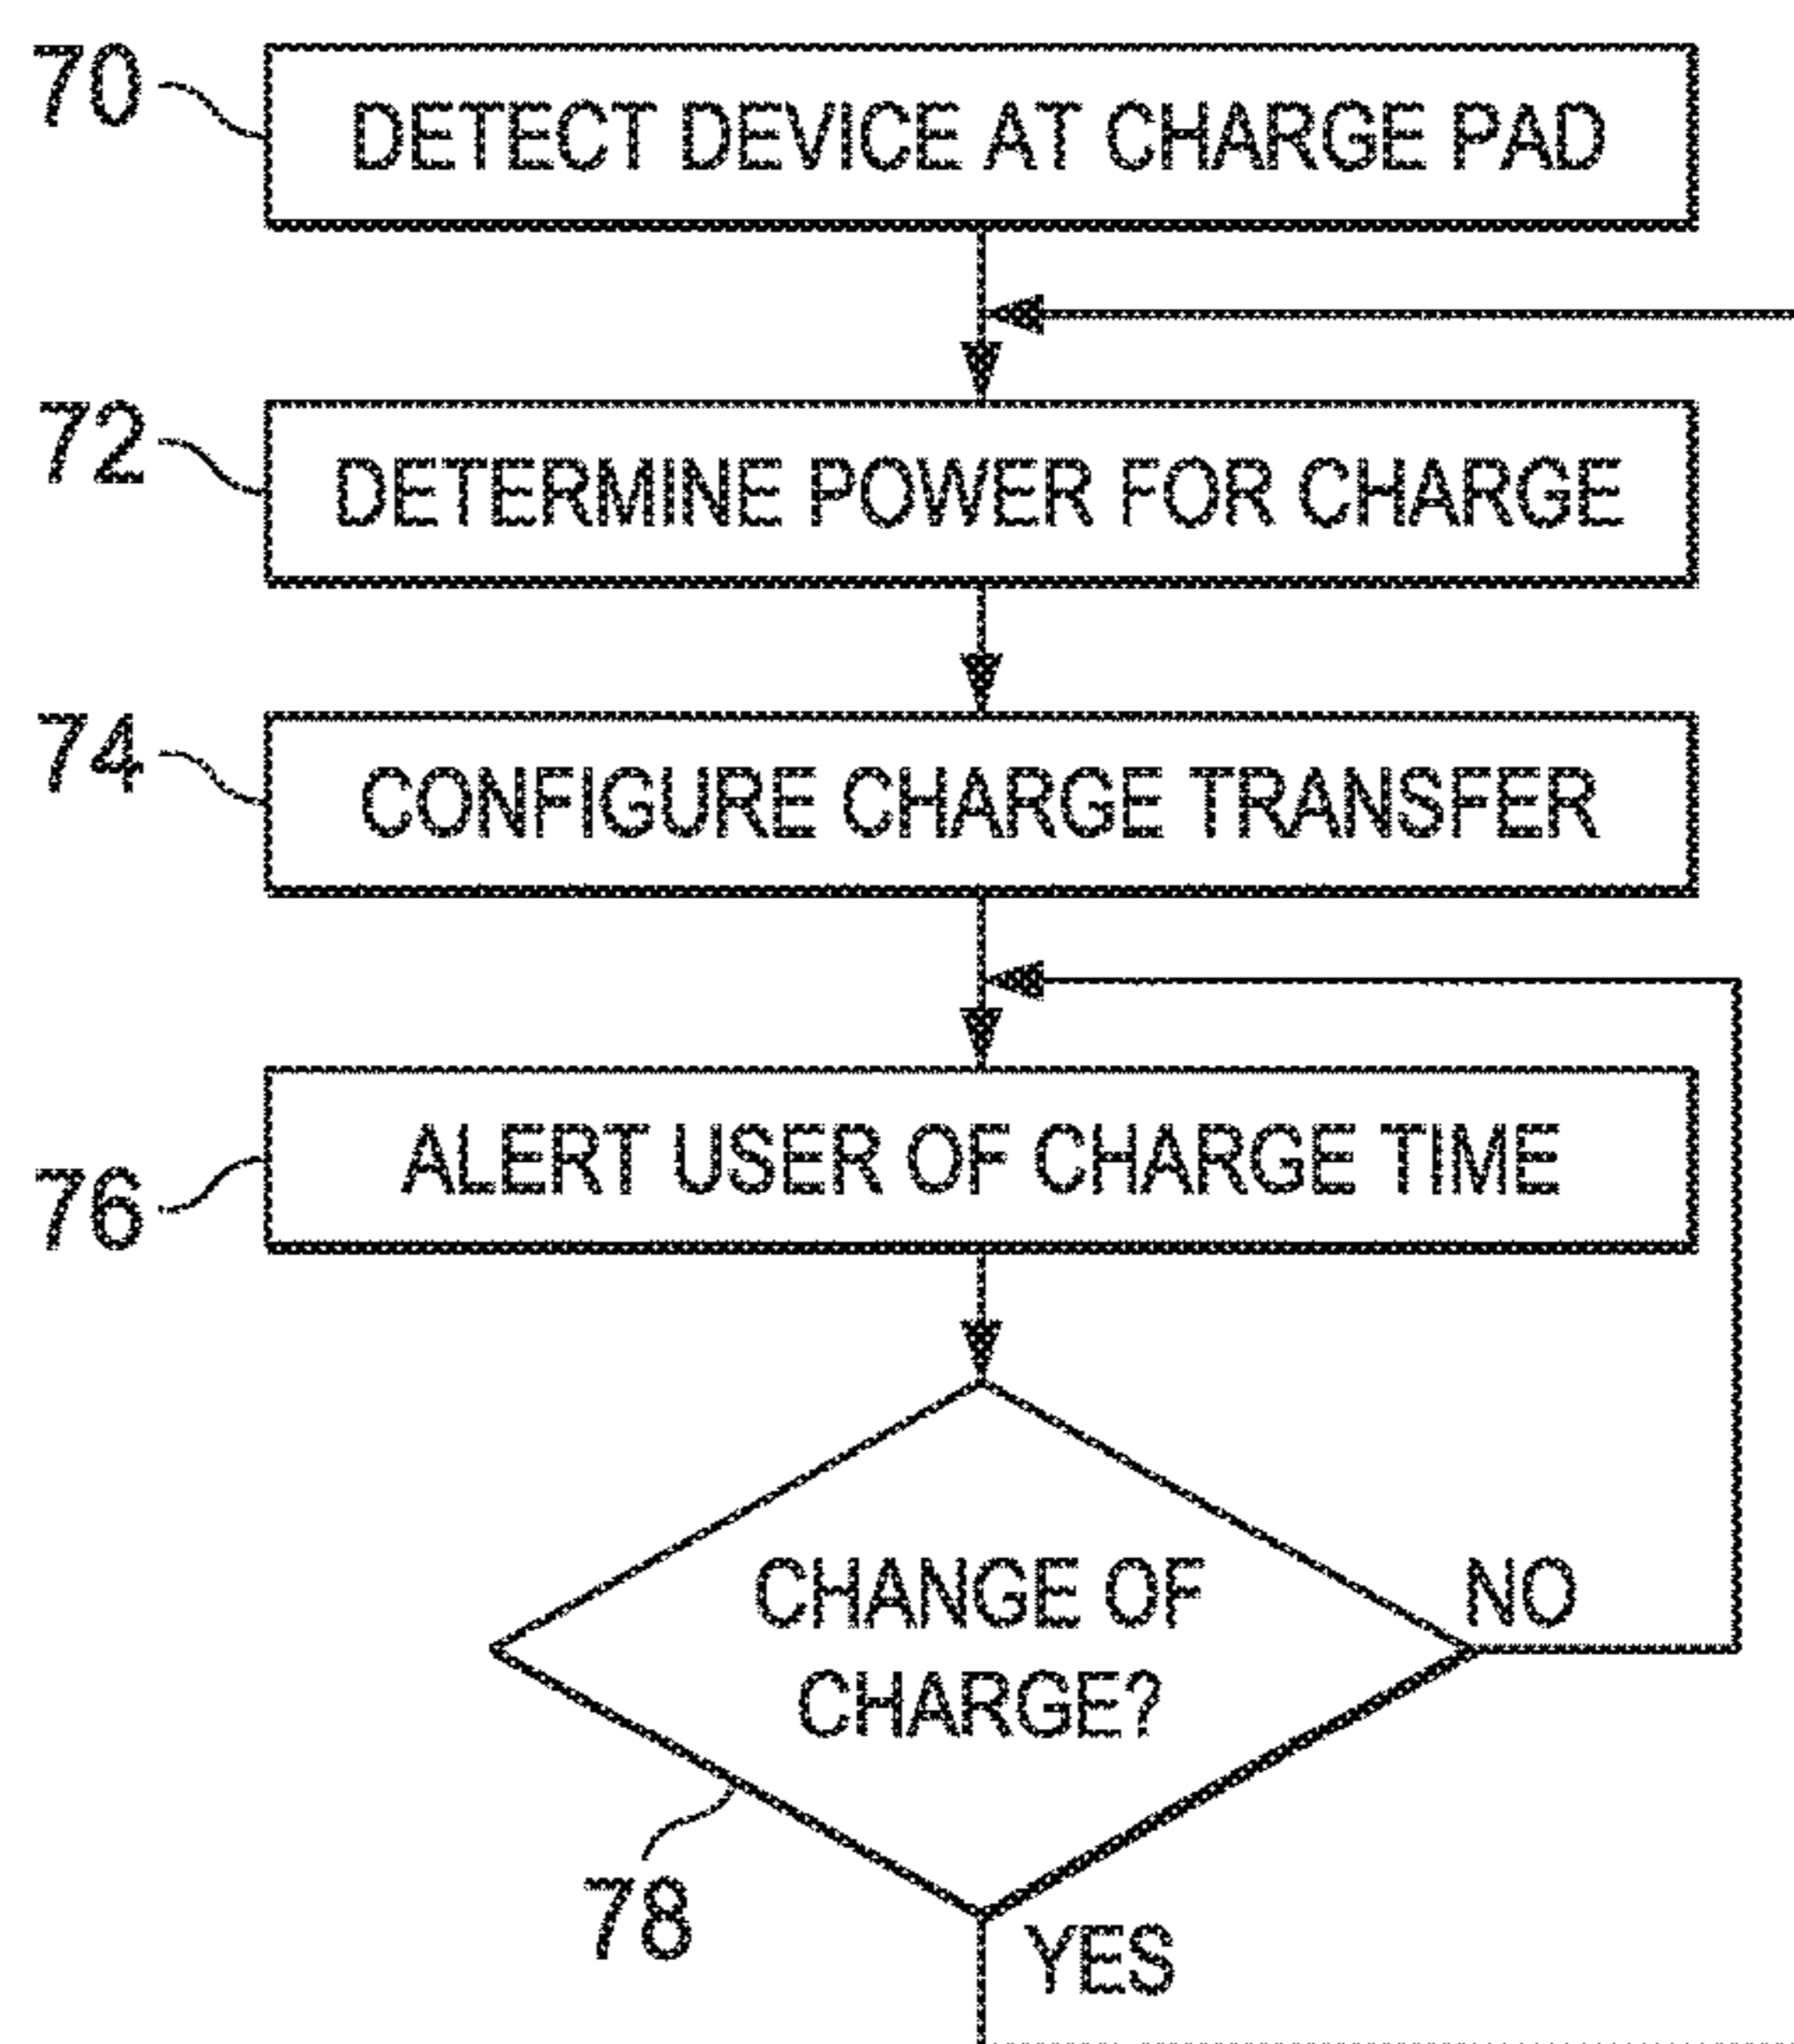 70
DETECT DEVICE AT CHARGE PAD
72
DETERMINE POWER FOR CHARGE
74
CONFIGURE CHARGE TRANSFER
76
ALERT USER OF CHARGE TIME
CHANGE OF
CHARGE?
NO
78
YES